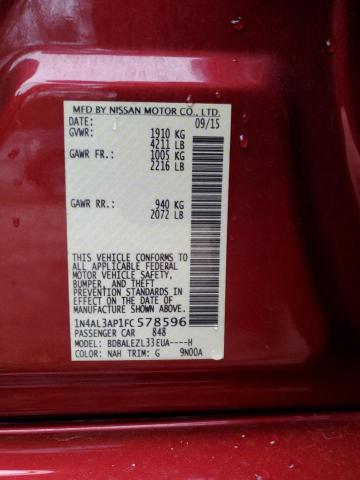 MFD BY NISSAN MOTOR CO., LTD.
DATE: 09/15
GVWR: 1910 KG
4211 LB
GAWR FR.: 1005 KG
2216 LB
GAWR RR.: 940 KG
2072 LB
THIS VEHICLE CONFORMS TO
ALL APPLICABLE FEDERAL
MOTOR VEHICLE SAFETY,
BUMPER, AND THEFT
PREVENTION STANDARDS IN
EFFECT ON THE DATE OF
MANUFACTURE SHOWN ABOVE.
1N4AL3AP1FC578596
PASSENGER CAR 848
MODEL: BDBALEZL33EUA----H
COLOR: NAH TRIM: G 9N00A